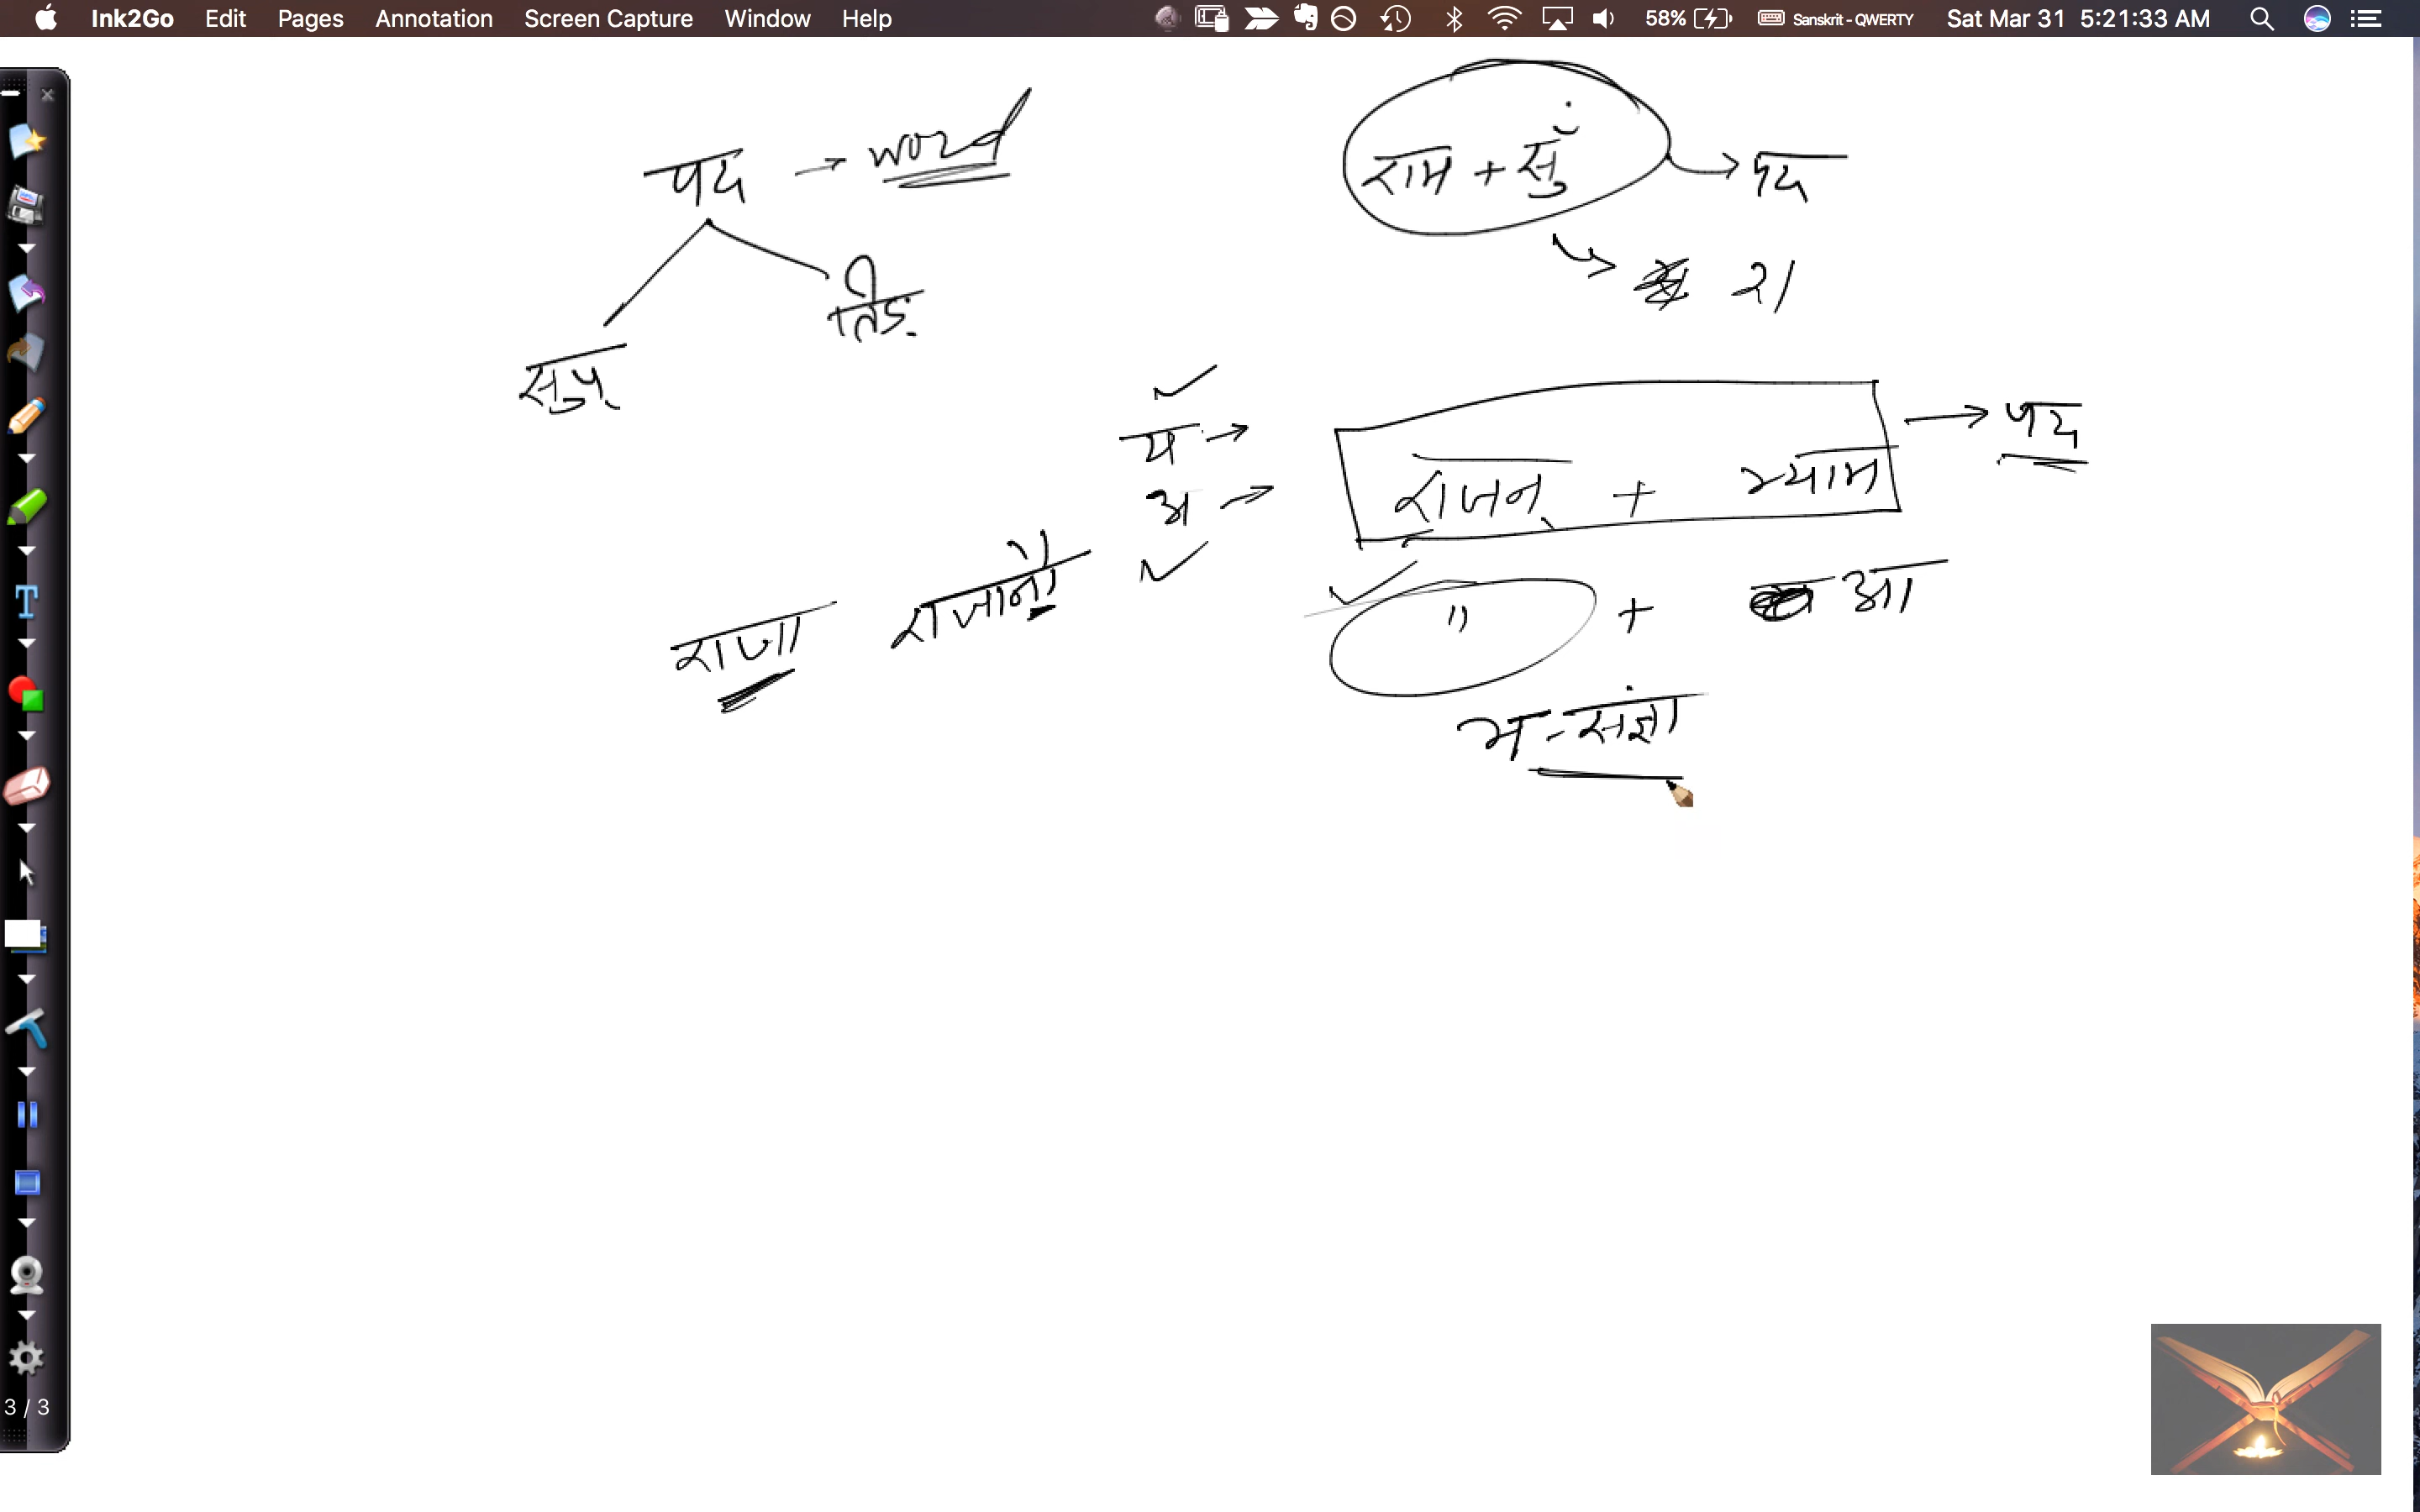 Ink2Go Edit Pages Annotation Screen Capture Window Help 58% Sanskrit - QWERTY Sat Mar 31 5:21:33 AM
पद → word
राम + सुँ → पद
सुप् तिङ्
→ 21
य → राजन् + भ्याम → पद
अ →
राजा राजानौ
" + आ
भ-संज्ञा
T
3 / 3